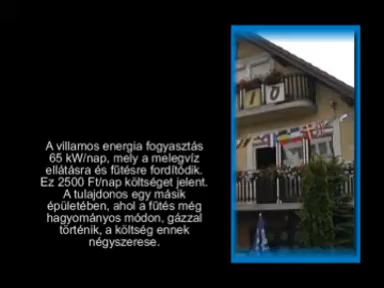 A villamos energia fogyasztás
65 kW/nap, mely a melegvíz
ellátásra és fűtésre fordítódik.
Ez 2500 Ft/nap költséget jelent.
A tulajdonos egy másik
épületében, ahol a fűtés még
hagyományos módon, gázzal
történik, a költség ennek
négyszerese.